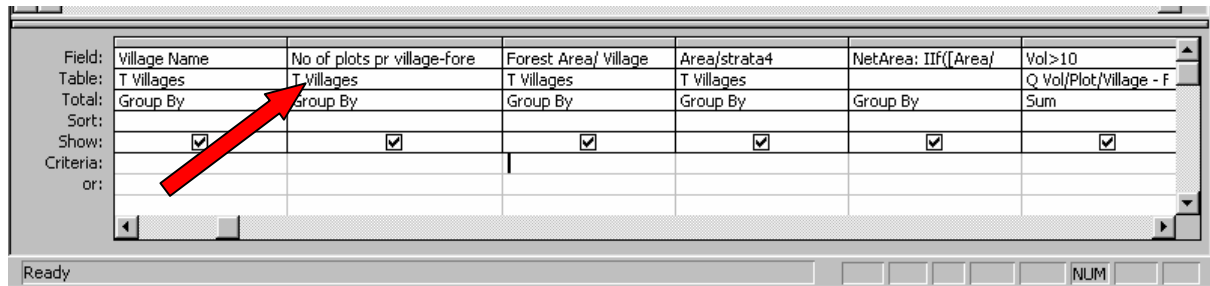 Field: Village Name No of plots pr village-fore Forest Area/ Village Area/strata4 NetArea: IIf([Area/ Vol>10
Table: T Villages T Villages T Villages T Villages Q Vol/Plot/Village - F
Total: Group By Group By Group By Group By Group By Sum
Sort:
Show:
Criteria:
or:
Ready NUM